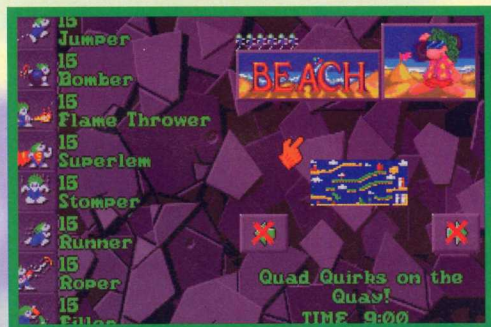 15
Jumper
15
Bomber
15
Flame Thrower
15
Superlem
15
Stomper
15
Runner
15
Roper
15
Filler
BEACH
Quad Quirks on the
Quay!
TIME 9:00